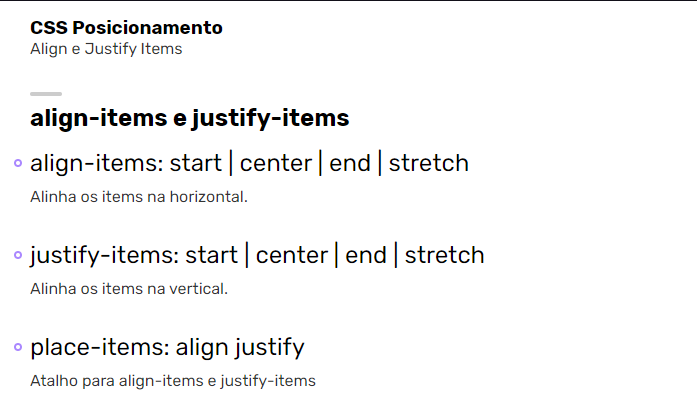 CSS Posicionamento
Align e Justify Items
align-items e justify-items
align-items: start | center | end | stretch
Alinha os items na horizontal.
justify-items: start | center | end | stretch
Alinha os items na vertical.
place-items: align justify
Atalho para align-items e justify-items